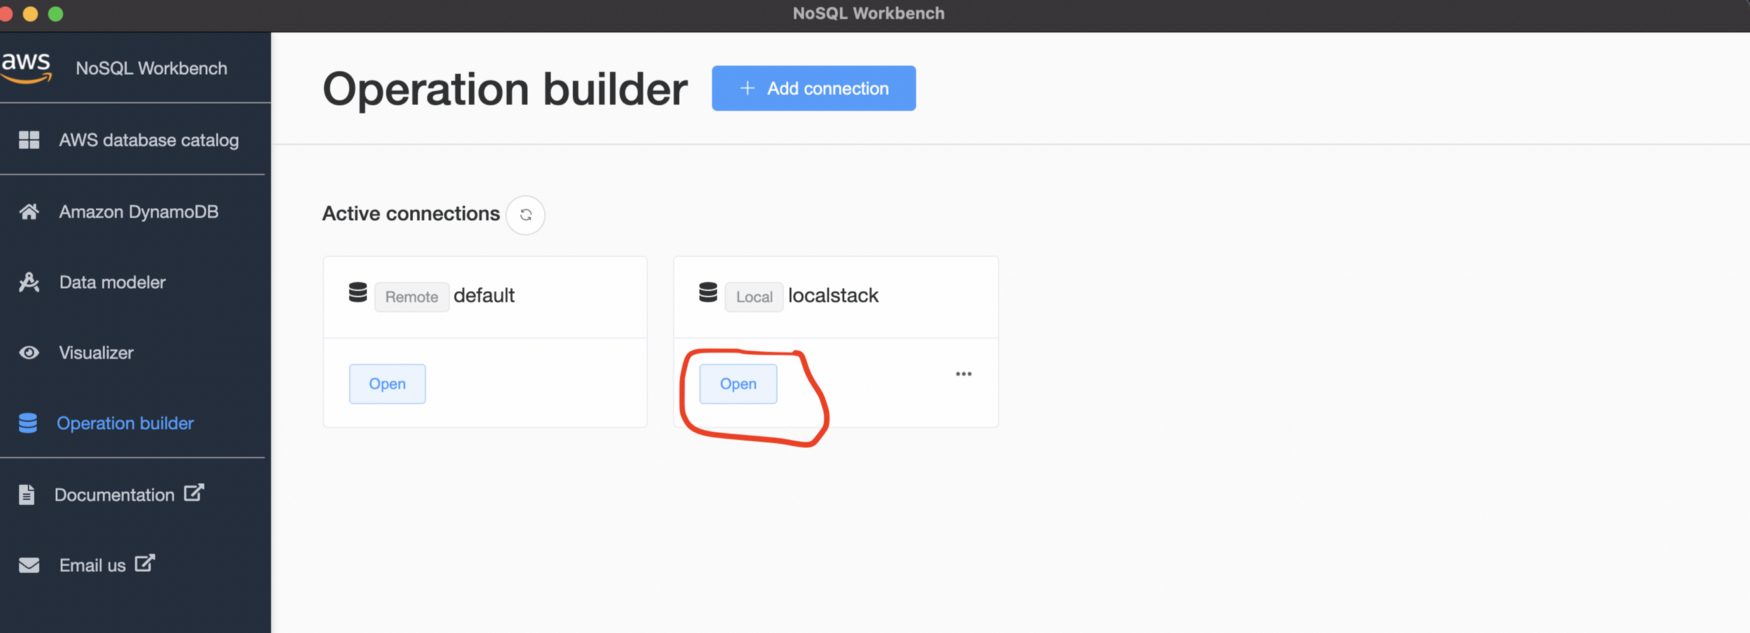 NoSQL Workbench
aws NoSQL Workbench
AWS database catalog
Amazon DynamoDB
Data modeler
Visualizer
Operation builder
Documentation
Email us
Operation builder
+ Add connection
Active connections
Remote default
Open
Local localstack
Open